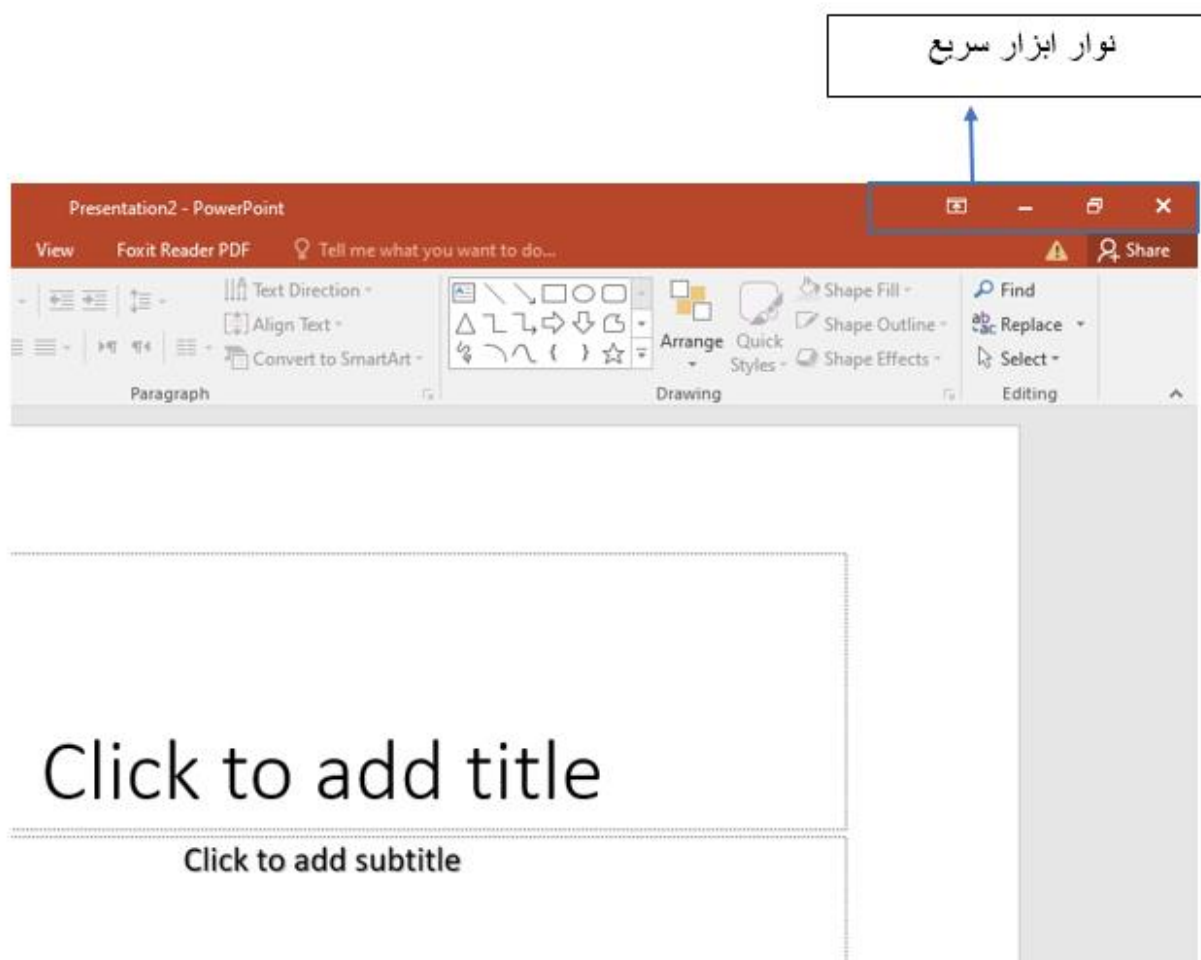 نوار ابزار سریع
Presentation2 - PowerPoint
View Foxit Reader PDF Tell me what you want to do... Share
Text Direction Shape Fill Find
Align Text Shape Outline Replace
Convert to SmartArt Arrange Quick Styles Shape Effects Select
Paragraph Drawing Editing
Click to add title
Click to add subtitle